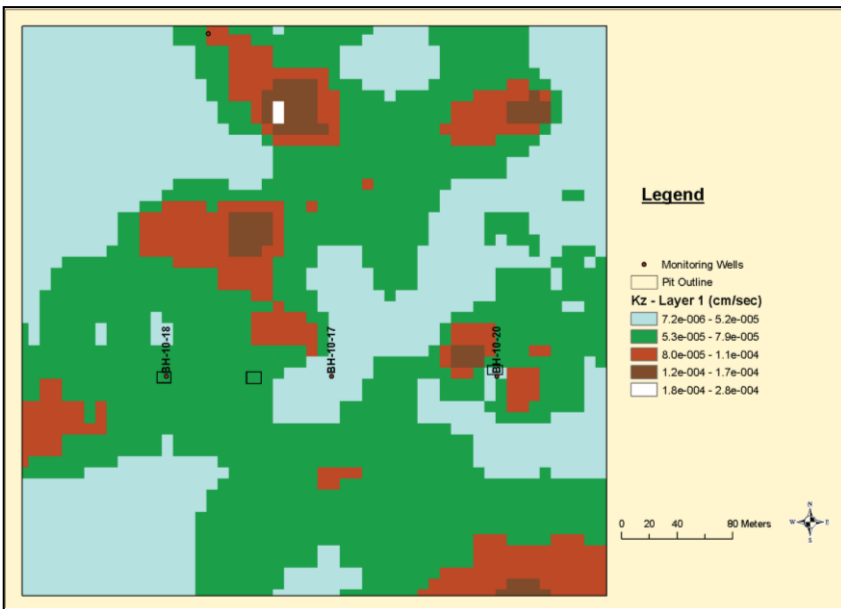 Legend
Monitoring Wells
Pit Outline
Kz - Layer 1 (cm/sec)
7.2e-006 - 5.2e-005
5.3e-005 - 7.9e-005
8.0e-005 - 1.1e-004
1.2e-004 - 1.7e-004
1.8e-004 - 2.8e-004
BH-10-18
BH-10-17
BH-10-20
0 20 40 80 Meters
N
W E
S